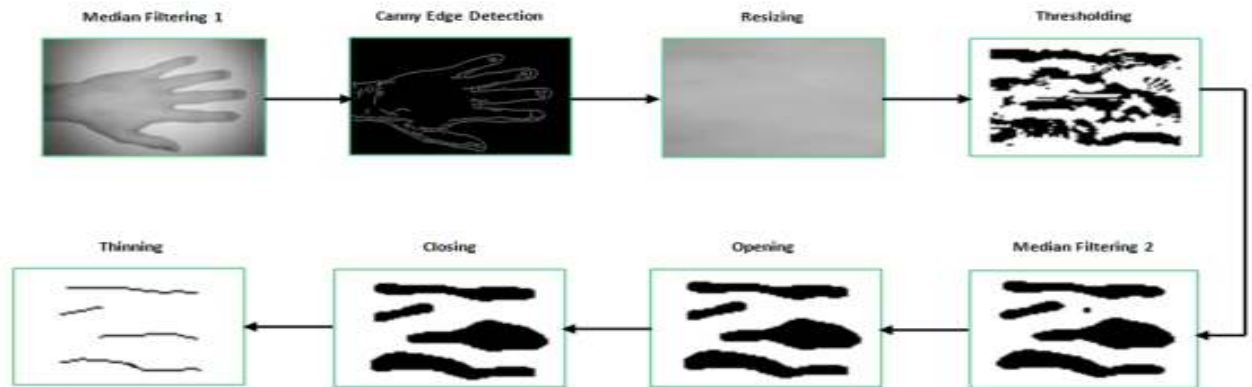 Median Filtering 1
Canny Edge Detection
Resizing
Thresholding
Thinning
Closing
Opening
Median Filtering 2